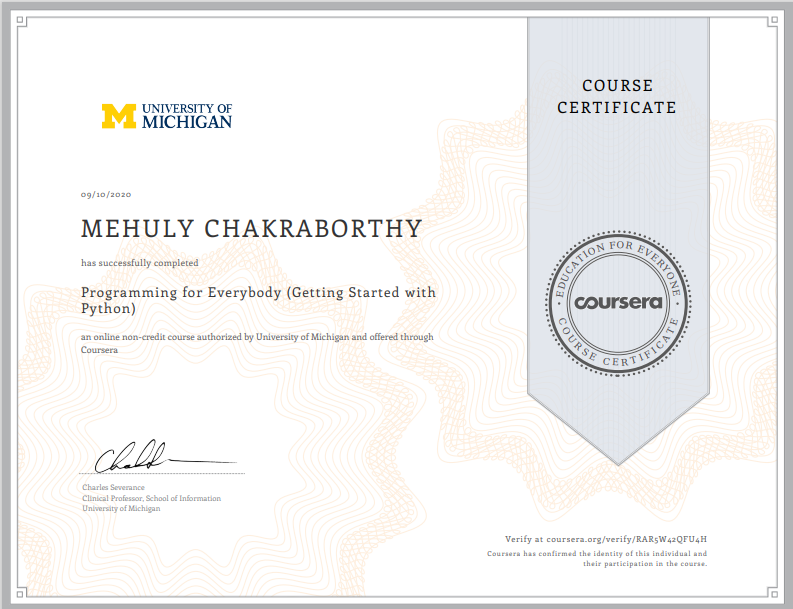 UNIVERSITY OF
MICHIGAN
COURSE
CERTIFICATE
09/10/2020
MEHULY CHAKRABORTHY
has successfully completed
Programming for Everybody (Getting Started with
Python)
an online non-credit course authorized by University of Michigan and offered through
Coursera
EDUCATION FOR EVERYONE
coursera
COURSE CERTIFICATE
Charles Severance
Clinical Professor, School of Information
University of Michigan
Verify at coursera.org/verify/RAR5W42QFU4H
Coursera has confirmed the identity of this individual and
their participation in the course.